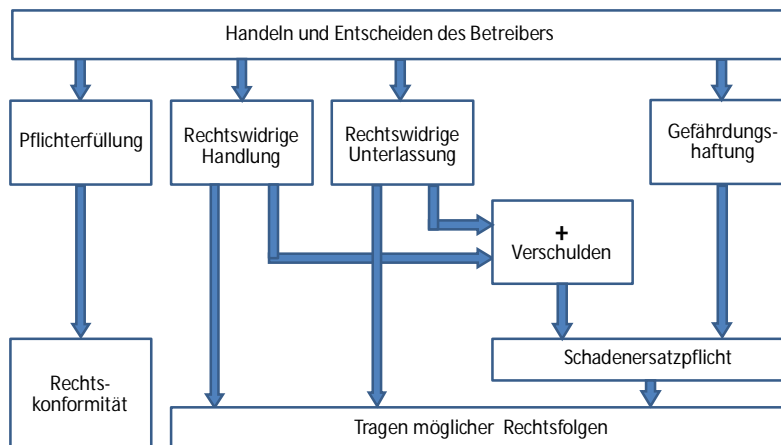 Handeln und Entscheiden des Betreibers
Pflichterfüllung
Rechtswidrige
Handlung
Rechtswidrige
Unterlassung
Gefährdungs-
haftung
+
Verschulden
Schadenersatzpflicht
Rechts-
konformität
Tragen möglicher Rechtsfolgen